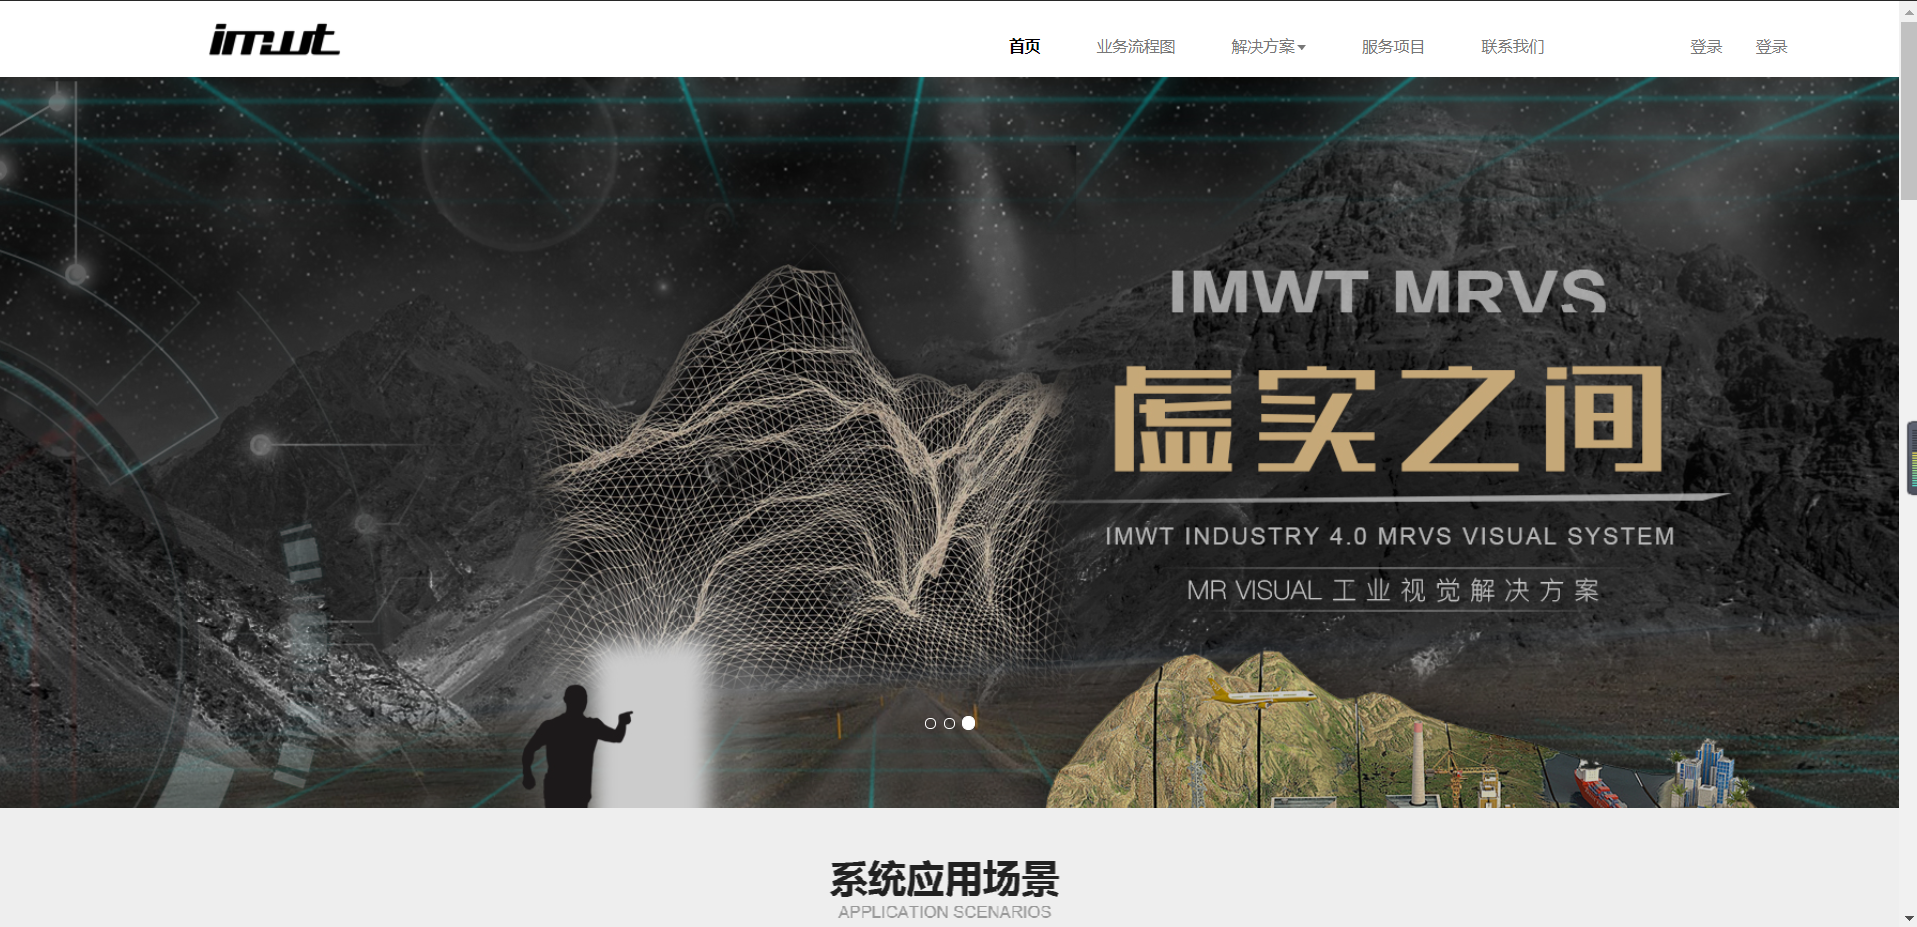 imwt
首页 业务流程图 解决方案 服务项目 联系我们 登录 登录
IMWT MRVS
虚实之间
IMWT INDUSTRY 4.0 MRVS VISUAL SYSTEM
MR VISUAL 工业视觉解决方案
系统应用场景
APPLICATION SCENARIOS